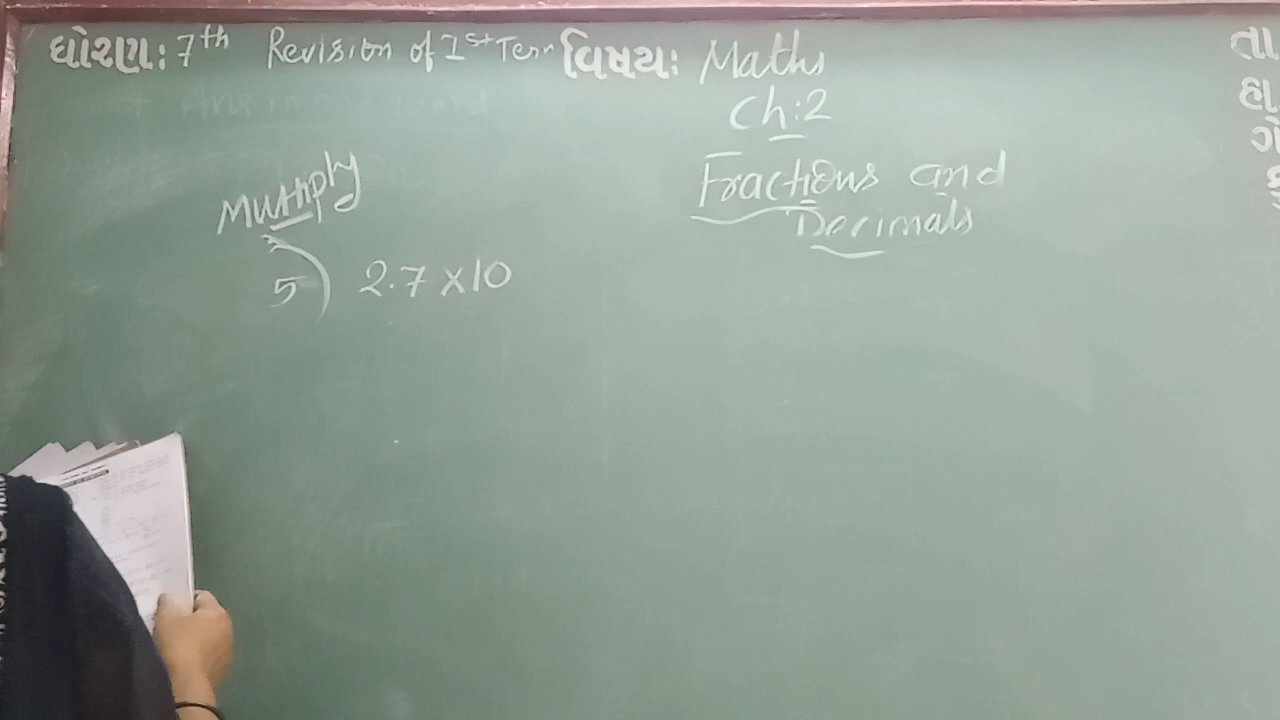 ધોરણ: 7th Revision of 1st Term વિષય: Maths
Ch:2
Fractions and
Decimals
Multiply
5) 2.7 x 10
તા
હા